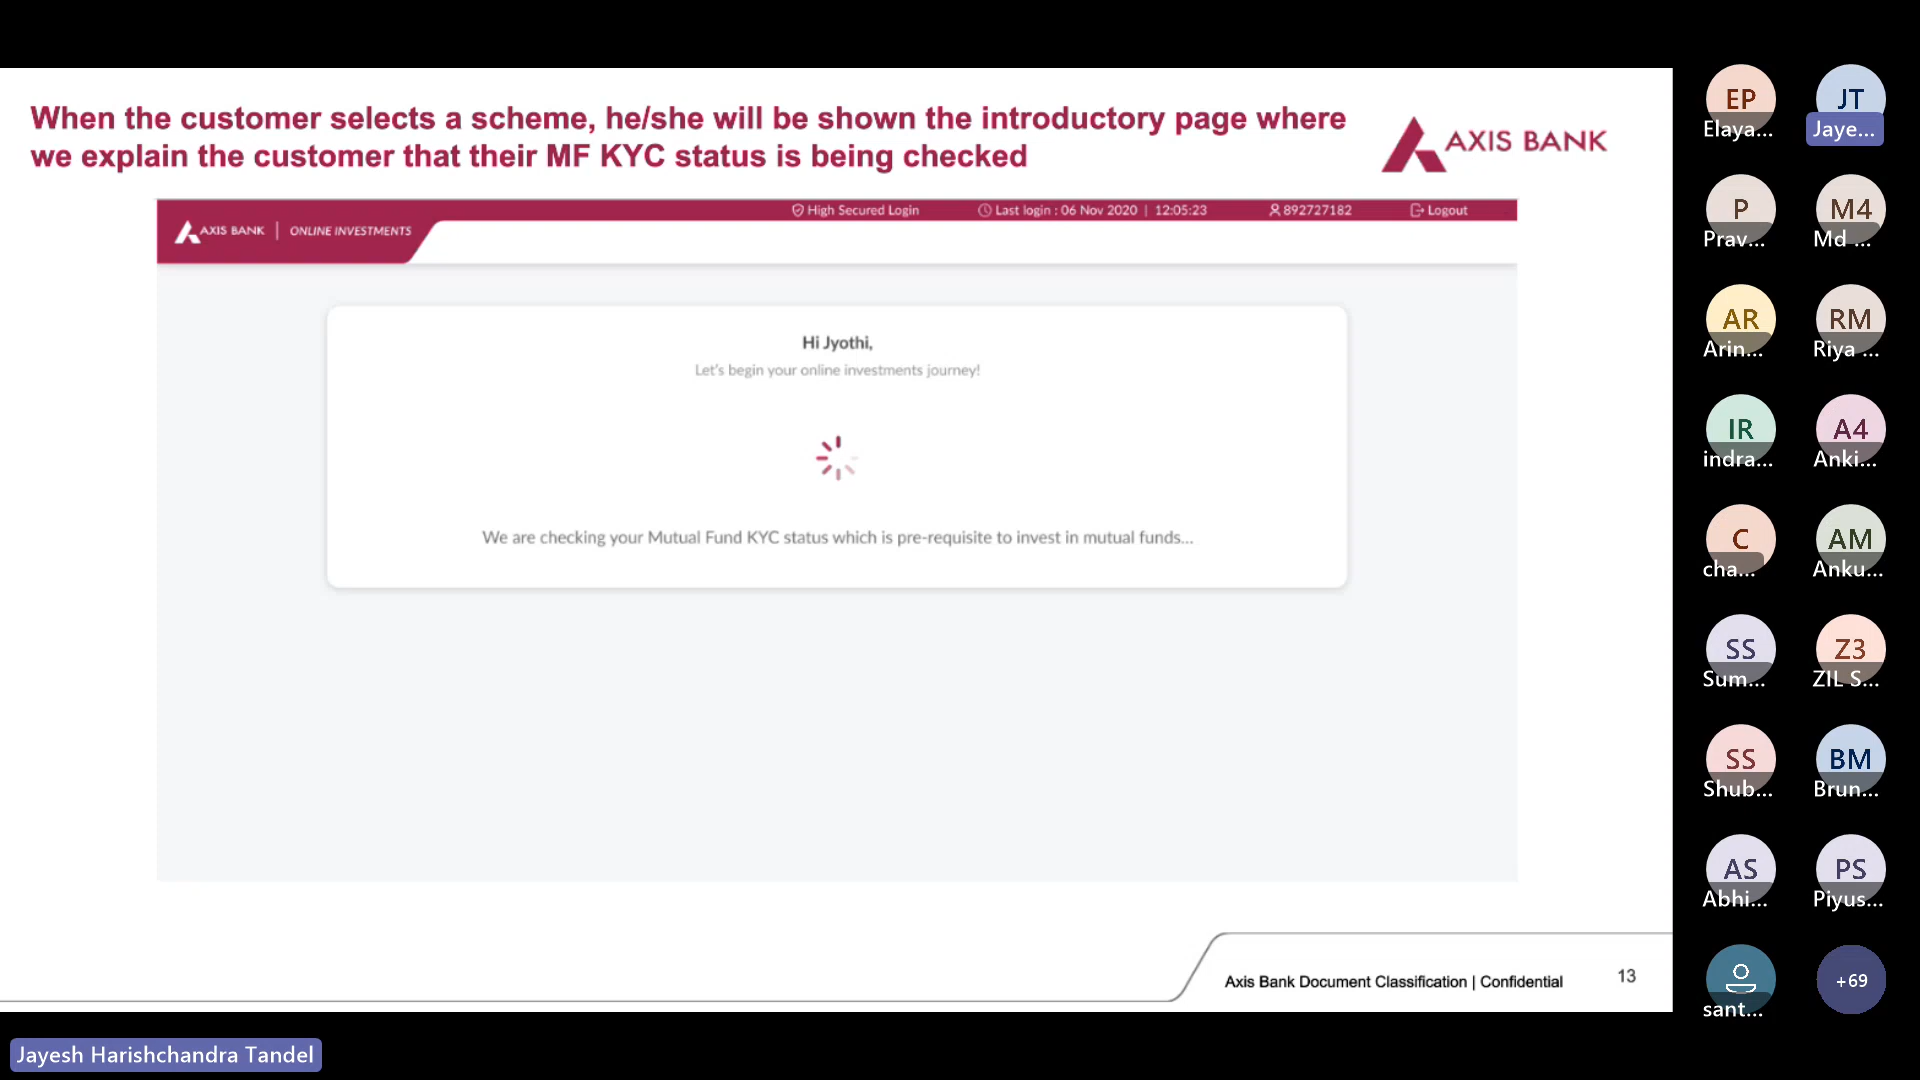 When the customer selects a scheme, he/she will be shown the introductory page where
we explain the customer that their MF KYC status is being checked
AXIS BANK
High Secured Login
Last login : 06 Nov 2020 | 12:05:23
892727182
Logout
AXIS BANK | ONLINE INVESTMENTS
Hi Jyothi,
Let's begin your online investments journey!
We are checking your Mutual Fund KYC status which is pre-requisite to invest in mutual funds...
Axis Bank Document Classification | Confidential
13
Jayesh Harishchandra Tandel
EP
Elaya...
JT
Jaye...
P
Prav...
M4
Md ...
AR
Arin...
RM
Riya ...
IR
indra...
A4
Anki...
C
cha...
AM
Anku...
SS
Sum...
Z3
ZIL S...
SS
Shub...
BM
Brun...
AS
Abhi...
PS
Piyus...
sant...
+69